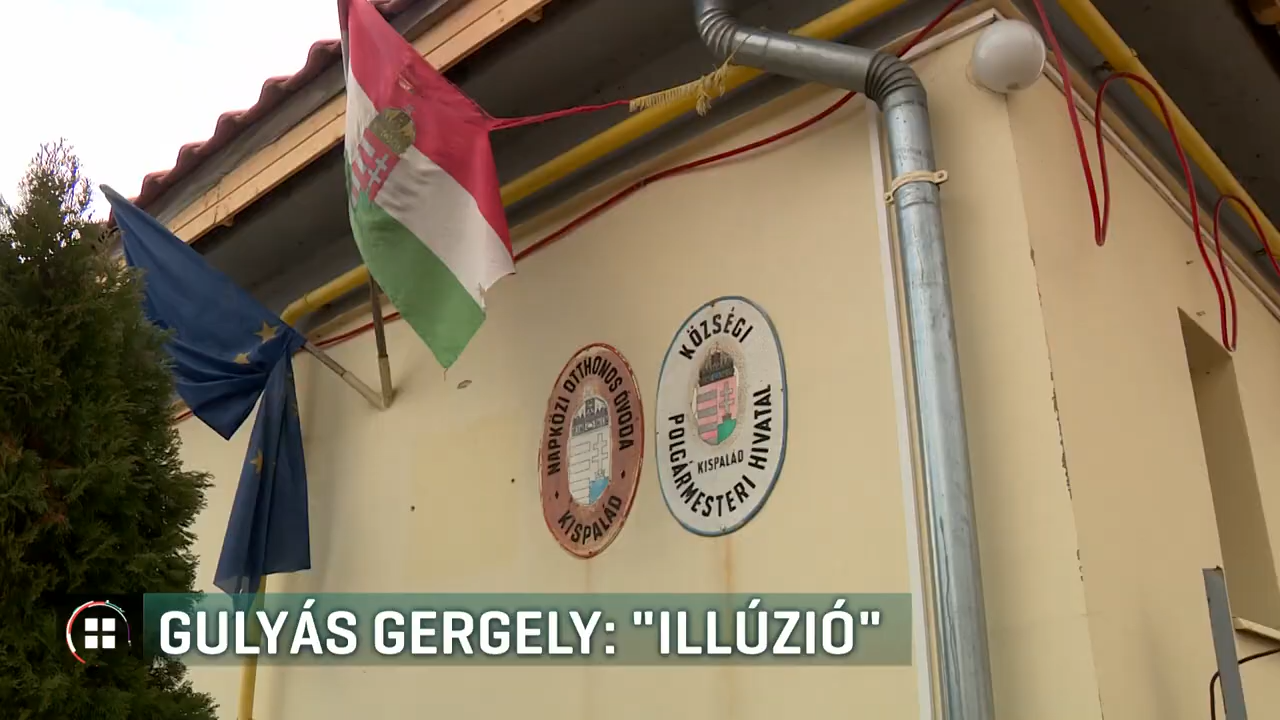 NAPKÖZI OTTHONOS ÓVODA
KISPALÁD
KÖZSÉGI
POLGÁRMESTERI HIVATAL
KISPALÁD
GULYÁS GERGELY: "ILLÚZIÓ"